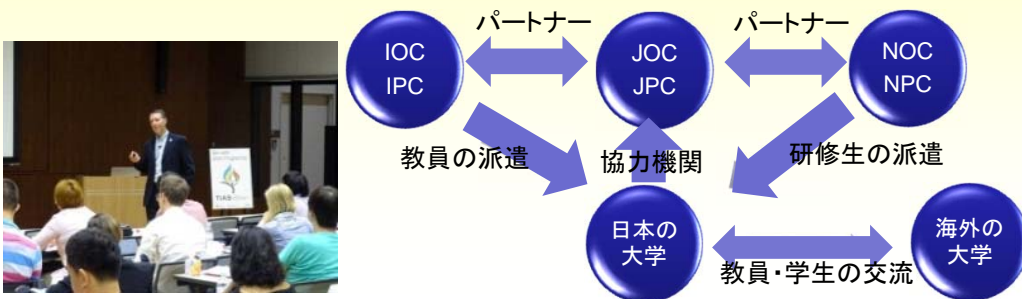 パートナー
パートナー
IOC
IPC
JOC
JPC
NOC
NPC
教員の派遣
協力機関
研修生の派遣
日本の
大学
海外の
大学
教員・学生の交流
TIAS